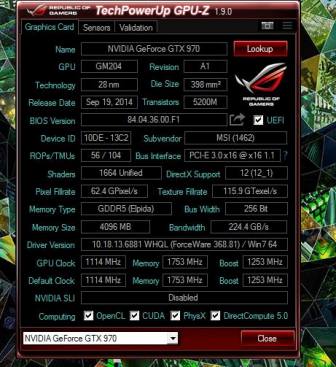 REPUBLIC OF GAMERS TechPowerUp GPU-Z 1.9.0
Graphics Card Sensors Validation
Name NVIDIA GeForce GTX 970 Lookup
GPU GM204 Revision A1
Technology 28 nm Die Size 398 mm²
Release Date Sep 19, 2014 Transistors 5200M
REPUBLIC OF GAMERS
BIOS Version 84.04.36.00.F1 UEFI
Device ID 10DE - 13C2 Subvendor MSI (1462)
ROPs/TMUs 56 / 104 Bus Interface PCI-E 3.0 x16 @ x16 1.1 ?
Shaders 1664 Unified DirectX Support 12 (12_1)
Pixel Fillrate 62.4 GPixel/s Texture Fillrate 115.9 GTexel/s
Memory Type GDDR5 (Elpida) Bus Width 256 Bit
Memory Size 4096 MB Bandwidth 224.4 GB/s
Driver Version 10.18.13.6881 WHQL (ForceWare 368.81) / Win7 64
GPU Clock 1114 MHz Memory 1753 MHz Boost 1253 MHz
Default Clock 1114 MHz Memory 1753 MHz Boost 1253 MHz
NVIDIA SLI Disabled
Computing OpenCL CUDA PhysX DirectCompute 5.0
NVIDIA GeForce GTX 970 Close